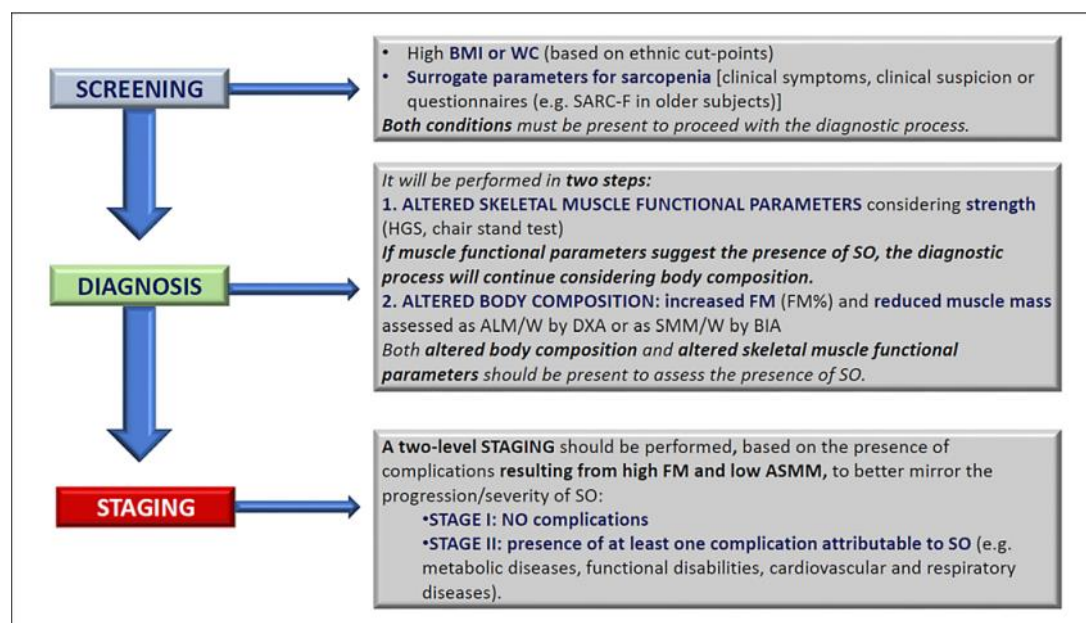 SCREENING
• High BMI or WC (based on ethnic cut-points)
• Surrogate parameters for sarcopenia [clinical symptoms, clinical suspicion or
questionnaires (e.g. SARC-F in older subjects)]
Both conditions must be present to proceed with the diagnostic process.
DIAGNOSIS
It will be performed in two steps:
1. ALTERED SKELETAL MUSCLE FUNCTIONAL PARAMETERS considering strength
(HGS, chair stand test)
If muscle functional parameters suggest the presence of SO, the diagnostic
process will continue considering body composition.
2. ALTERED BODY COMPOSITION: increased FM (FM%) and reduced muscle mass
assessed as ALM/W by DXA or as SMM/W by BIA
Both altered body composition and altered skeletal muscle functional
parameters should be present to assess the presence of SO.
STAGING
A two-level STAGING should be performed, based on the presence of
complications resulting from high FM and low ASMM, to better mirror the
progression/severity of SO:
•STAGE I: NO complications
•STAGE II: presence of at least one complication attributable to SO (e.g.
metabolic diseases, functional disabilities, cardiovascular and respiratory
diseases).